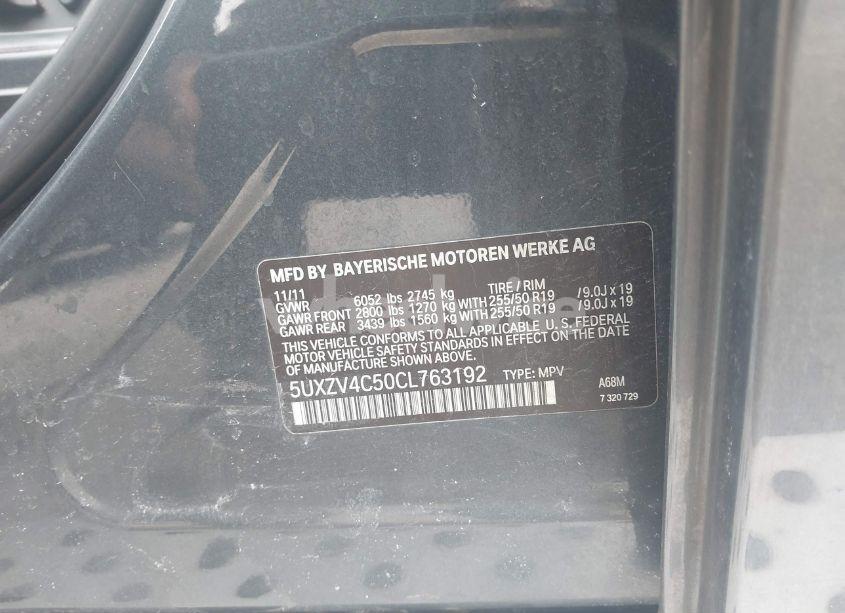 MFD BY BAYERISCHE MOTOREN WERKE AG
11/11 TIRE / RIM
GVWR 6052 lbs 2745 kg
GAWR FRONT 2800 lbs 1270 kg WITH 255/50 R19 /9.0J x 19
GAWR REAR 3439 lbs 1560 kg WITH 255/50 R19 /9.0J x 19
THIS VEHICLE CONFORMS TO ALL APPLICABLE U. S. FEDERAL
MOTOR VEHICLE SAFETY STANDARDS IN EFFECT ON THE DATE
OF MANUFACTURE SHOWN ABOVE.
5UXZV4C50CL763192 TYPE: MPV A68M
7 320 729